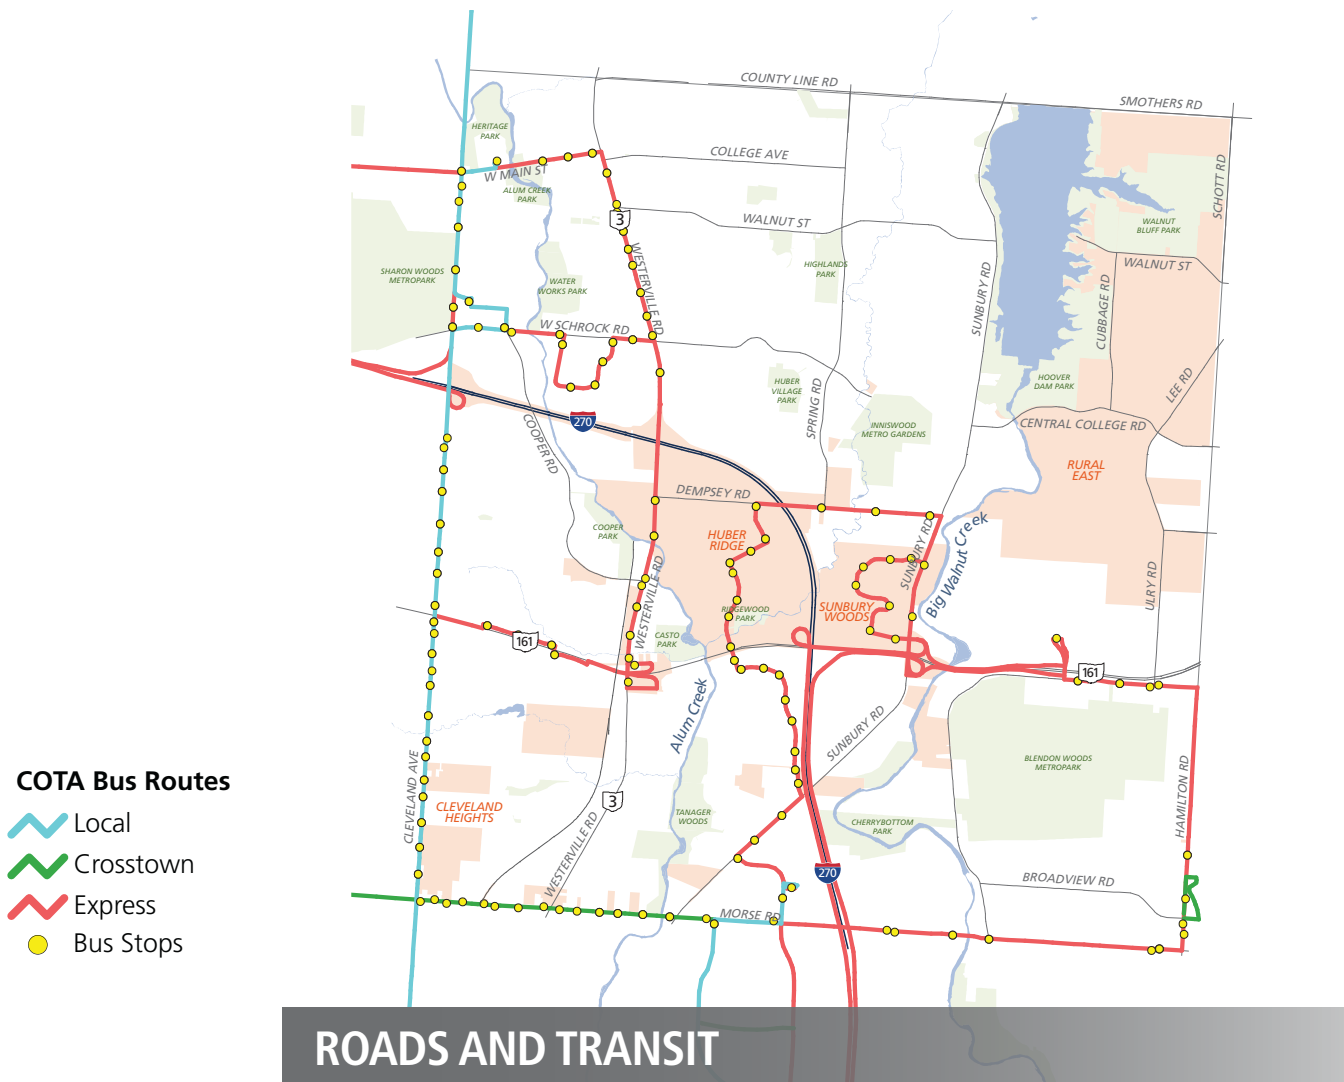 COUNTY LINE RD
SMOTHERS RD
HERITAGE
PARK
COLLEGE AVE
W MAIN ST
ALUM CREEK
PARK
SCHOTT RD
3
WALNUT ST
WALNUT
BLUFF PARK
SHARON WOODS
METROPARK
WATER
WORKS PARK
WESTERVILLE RD
HIGHLANDS
PARK
SUNBURY RD
WALNUT ST
CUBBAGE RD
W SCHROCK RD
HUBER
VILLAGE
PARK
SPRING RD
HOOVER
DAM PARK
LEE RD
270
COOPER RD
INNISWOOD
METRO GARDENS
CENTRAL COLLEGE RD
RURAL
EAST
DEMPSEY RD
COOPER
PARK
HUBER
RIDGE
SUNBURY RD
Big Walnut Creek
WESTERVILLE RD
RIDGEWOOD
PARK
SUNBURY
WOODS
ULRY RD
161
CASTO
PARK
161
Alum Creek
SUNBURY RD
BLENDON WOODS
METROPARK
HAMILTON RD
CLEVELAND AVE
CLEVELAND
HEIGHTS
3
WESTERVILLE RD
TANAGER
WOODS
CHERRYBOTTOM
PARK
270
BROADVIEW RD
MORSE RD
COTA Bus Routes
Local
Crosstown
Express
Bus Stops
ROADS AND TRANSIT